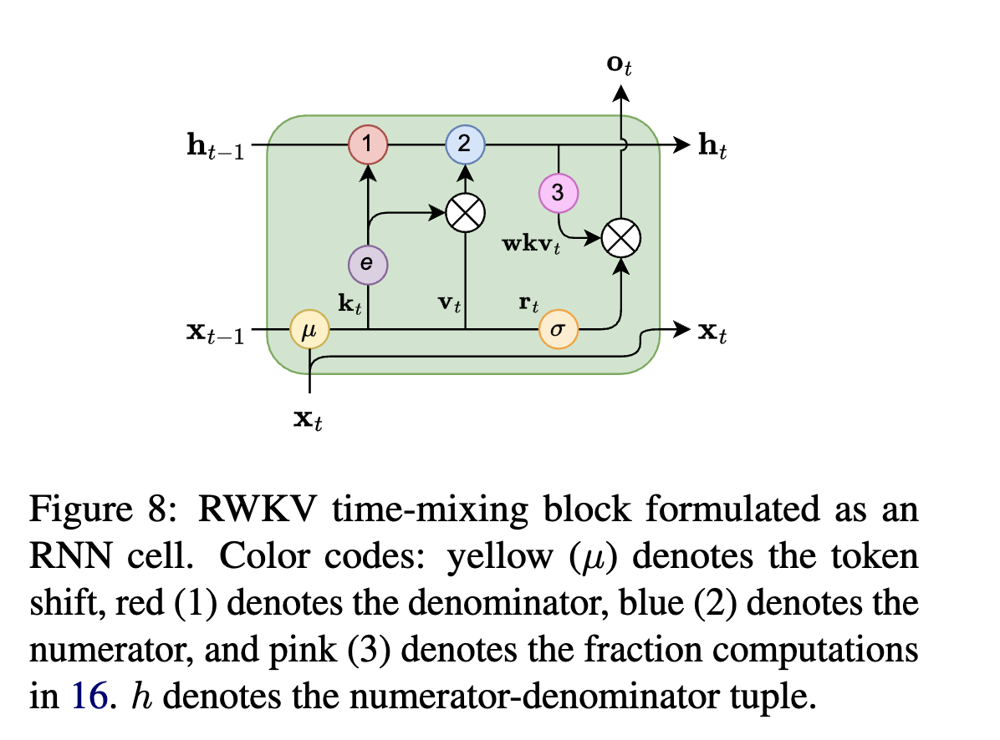 o_t
h_{t−1} 1 2 h_t
3
wkv_t
e
k_t v_t r_t
x_{t−1} μ σ x_t
x_t
Figure 8: RWKV time-mixing block formulated as an
RNN cell. Color codes: yellow (μ) denotes the token
shift, red (1) denotes the denominator, blue (2) denotes the
numerator, and pink (3) denotes the fraction computations
in 16. h denotes the numerator-denominator tuple.